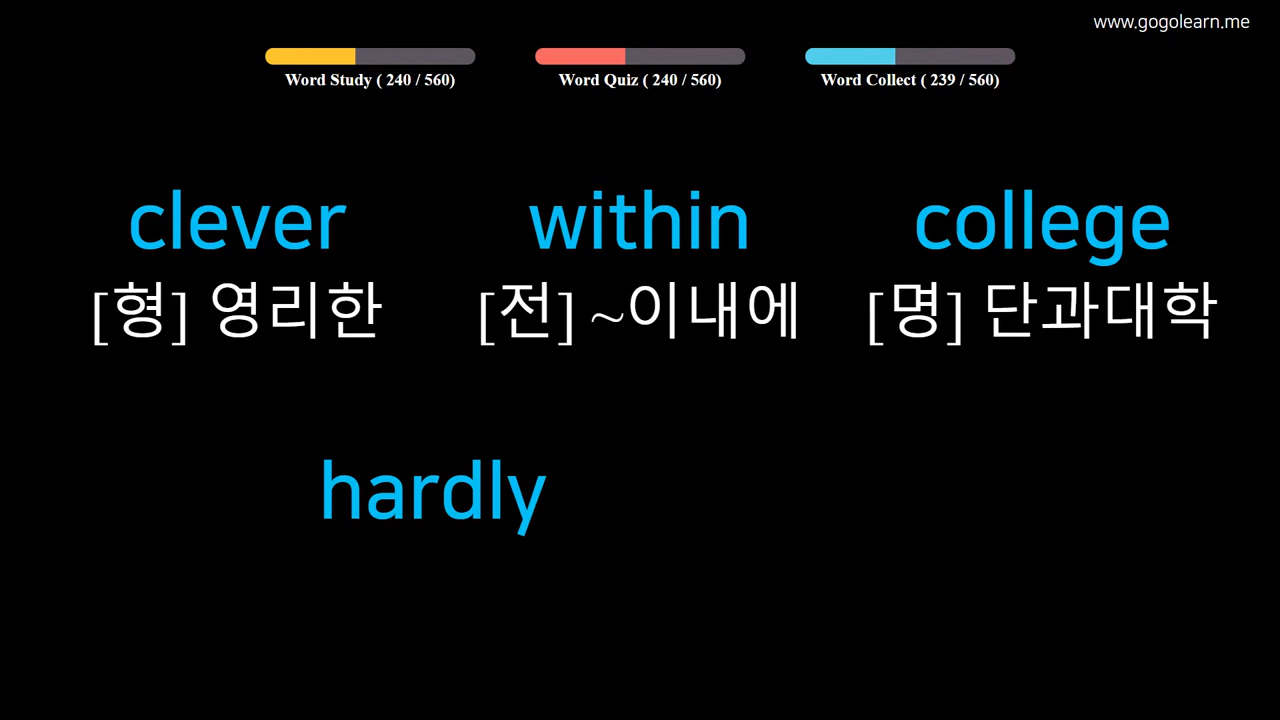 www.gogolearn.me
Word Study ( 240 / 560) Word Quiz ( 240 / 560) Word Collect ( 239 / 560)
clever within college
[형] 영리한 [전] ~이내에 [명] 단과대학
hardly